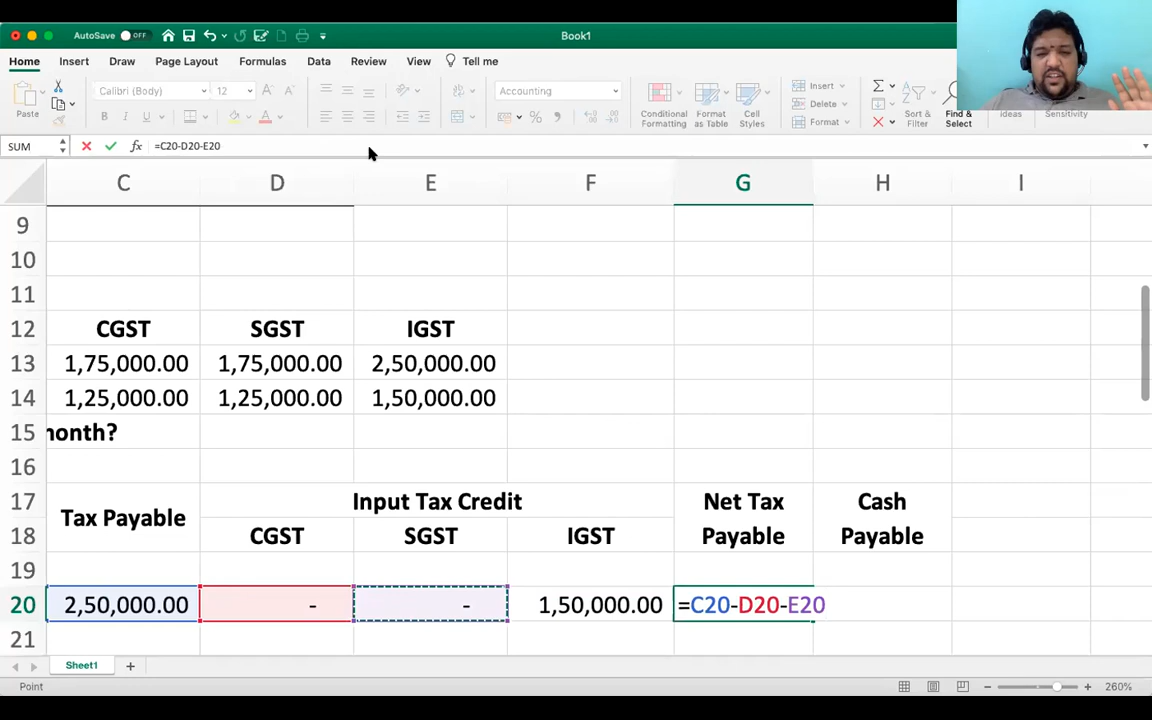 AutoSave OFF Book1
Home Insert Draw Page Layout Formulas Data Review View Tell me
Paste Calibri (Body) 12 Accounting Conditional Formatting Format as Table Cell Styles Insert Delete Format Sort & Filter Find & Select Ideas Sensitivity
SUM fx =C20-D20-E20
C D E F G H I
9
10
11
12 CGST SGST IGST
13 1,75,000.00 1,75,000.00 2,50,000.00
14 1,25,000.00 1,25,000.00 1,50,000.00
15 nonth?
16
17 Tax Payable Input Tax Credit Net Tax Payable Cash Payable
18 CGST SGST IGST
19
20 2,50,000.00 - - 1,50,000.00 =C20-D20-E20
21
Sheet1
Point 260%